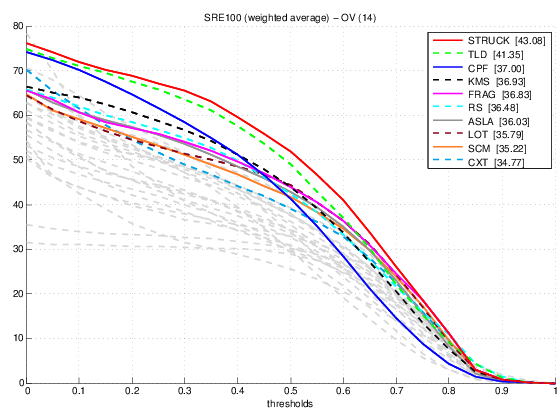 SRE100 (weighted average) – OV (14)
80
70
60
50
40
30
20
10
0
0 0.1 0.2 0.3 0.4 0.5 0.6 0.7 0.8 0.9 1
thresholds
STRUCK [43.08]
TLD [41.35]
CPF [37.00]
KMS [36.93]
FRAG [36.83]
RS [36.48]
ASLA [36.03]
LOT [35.79]
SCM [35.22]
CXT [34.77]